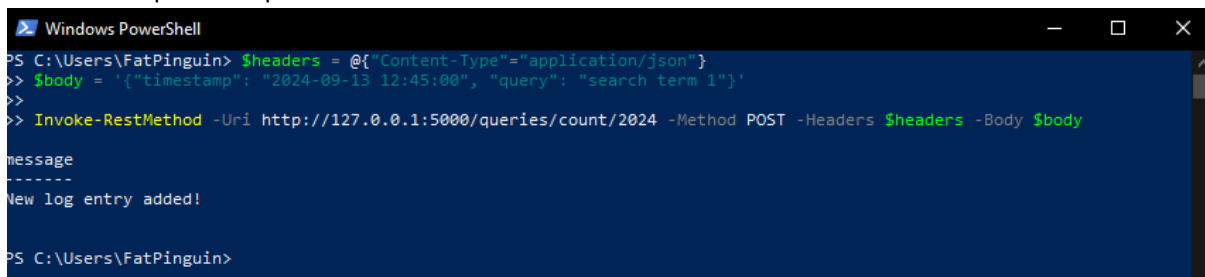 Windows PowerShell
PS C:\Users\FatPinguin> $headers = @{"Content-Type"="application/json"}
>> $body = '{"timestamp": "2024-09-13 12:45:00", "query": "search term 1"}'
>>
>> Invoke-RestMethod -Uri http://127.0.0.1:5000/queries/count/2024 -Method POST -Headers $headers -Body $body
message
-------
New log entry added!
PS C:\Users\FatPinguin>